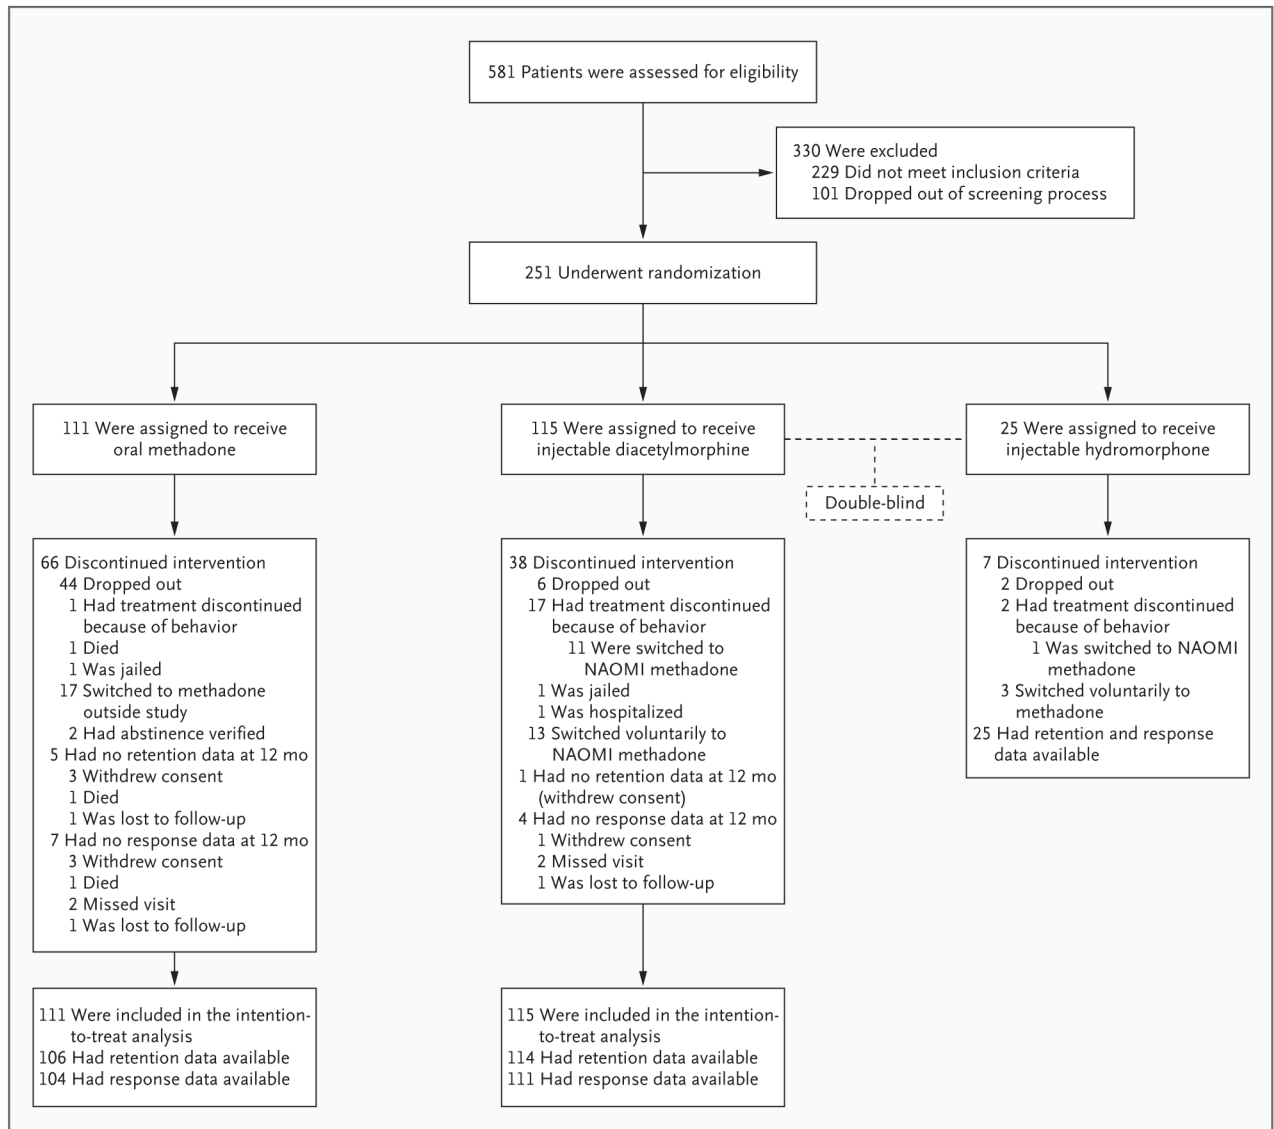 581 Patients were assessed for eligibility
330 Were excluded
229 Did not meet inclusion criteria
101 Dropped out of screening process
251 Underwent randomization
111 Were assigned to receive
oral methadone
115 Were assigned to receive
injectable diacetylmorphine
25 Were assigned to receive
injectable hydromorphone
Double-blind
66 Discontinued intervention
44 Dropped out
1 Had treatment discontinued
because of behavior
1 Died
1 Was jailed
17 Switched to methadone
outside study
2 Had abstinence verified
5 Had no retention data at 12 mo
3 Withdrew consent
1 Died
1 Was lost to follow-up
7 Had no response data at 12 mo
3 Withdrew consent
1 Died
2 Missed visit
1 Was lost to follow-up
38 Discontinued intervention
6 Dropped out
17 Had treatment discontinued
because of behavior
11 Were switched to
NAOMI methadone
1 Was jailed
1 Was hospitalized
13 Switched voluntarily to
NAOMI methadone
1 Had no retention data at 12 mo
(withdrew consent)
4 Had no response data at 12 mo
1 Withdrew consent
2 Missed visit
1 Was lost to follow-up
7 Discontinued intervention
2 Dropped out
2 Had treatment discontinued
because of behavior
1 Was switched to NAOMI
methadone
3 Switched voluntarily to
methadone
25 Had retention and response
data available
111 Were included in the intention-
to-treat analysis
106 Had retention data available
104 Had response data available
115 Were included in the intention-
to-treat analysis
114 Had retention data available
111 Had response data available